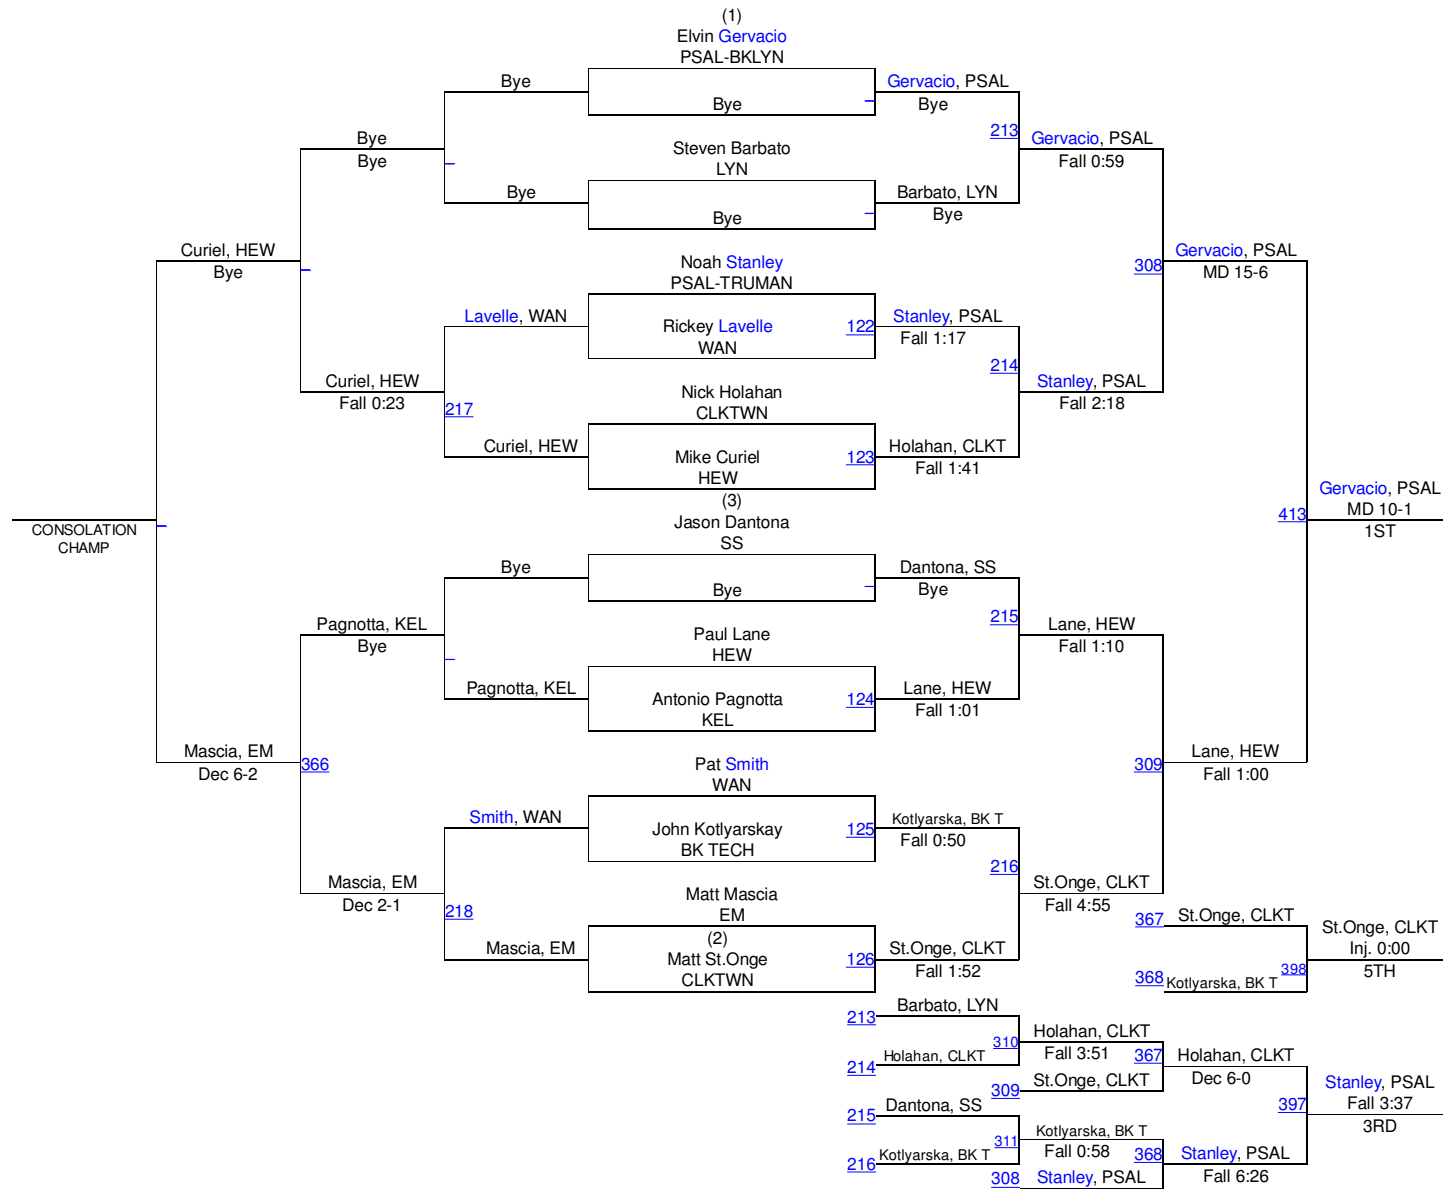 (1)
Elvin Gervacio
PSAL-BKLYN
Bye
Bye
Gervacio, PSAL
Bye
213
Bye
Bye
Steven Barbato
LYN
Gervacio, PSAL
Fall 0:59
Bye
Bye
Barbato, LYN
Bye
Curiel, HEW
Bye
Noah Stanley
PSAL-TRUMAN
308
Gervacio, PSAL
MD 15-6
Lavelle, WAN
Rickey Lavelle
WAN
122
Stanley, PSAL
Fall 1:17
214
Curiel, HEW
Fall 0:23
217
Nick Holahan
CLKTWN
Stanley, PSAL
Fall 2:18
Curiel, HEW
Mike Curiel
HEW
123
Holahan, CLKT
Fall 1:41
CONSOLATION
CHAMP
(3)
Jason Dantona
SS
413
Gervacio, PSAL
MD 10-1
1ST
Bye
Bye
Dantona, SS
Bye
215
Pagnotta, KEL
Bye
Paul Lane
HEW
Lane, HEW
Fall 1:10
Pagnotta, KEL
Antonio Pagnotta
KEL
124
Lane, HEW
Fall 1:01
Mascia, EM
Dec 6-2
366
Pat Smith
WAN
309
Lane, HEW
Fall 1:00
Smith, WAN
John Kotlyarskay
BK TECH
125
Kotlyarska, BK T
Fall 0:50
216
Mascia, EM
Dec 2-1
218
Matt Mascia
EM
St.Onge, CLKT
Fall 4:55
Mascia, EM
(2)
Matt St.Onge
CLKTWN
126
St.Onge, CLKT
Fall 1:52
367
St.Onge, CLKT
368
Kotlyarska, BK T
398
St.Onge, CLKT
Inj. 0:00
5TH
213
Barbato, LYN
214
Holahan, CLKT
310
Holahan, CLKT
Fall 3:51
309
St.Onge, CLKT
367
Holahan, CLKT
Dec 6-0
215
Dantona, SS
216
Kotlyarska, BK T
311
Kotlyarska, BK T
Fall 0:58
308
Stanley, PSAL
368
Stanley, PSAL
Fall 6:26
397
Stanley, PSAL
Fall 3:37
3RD